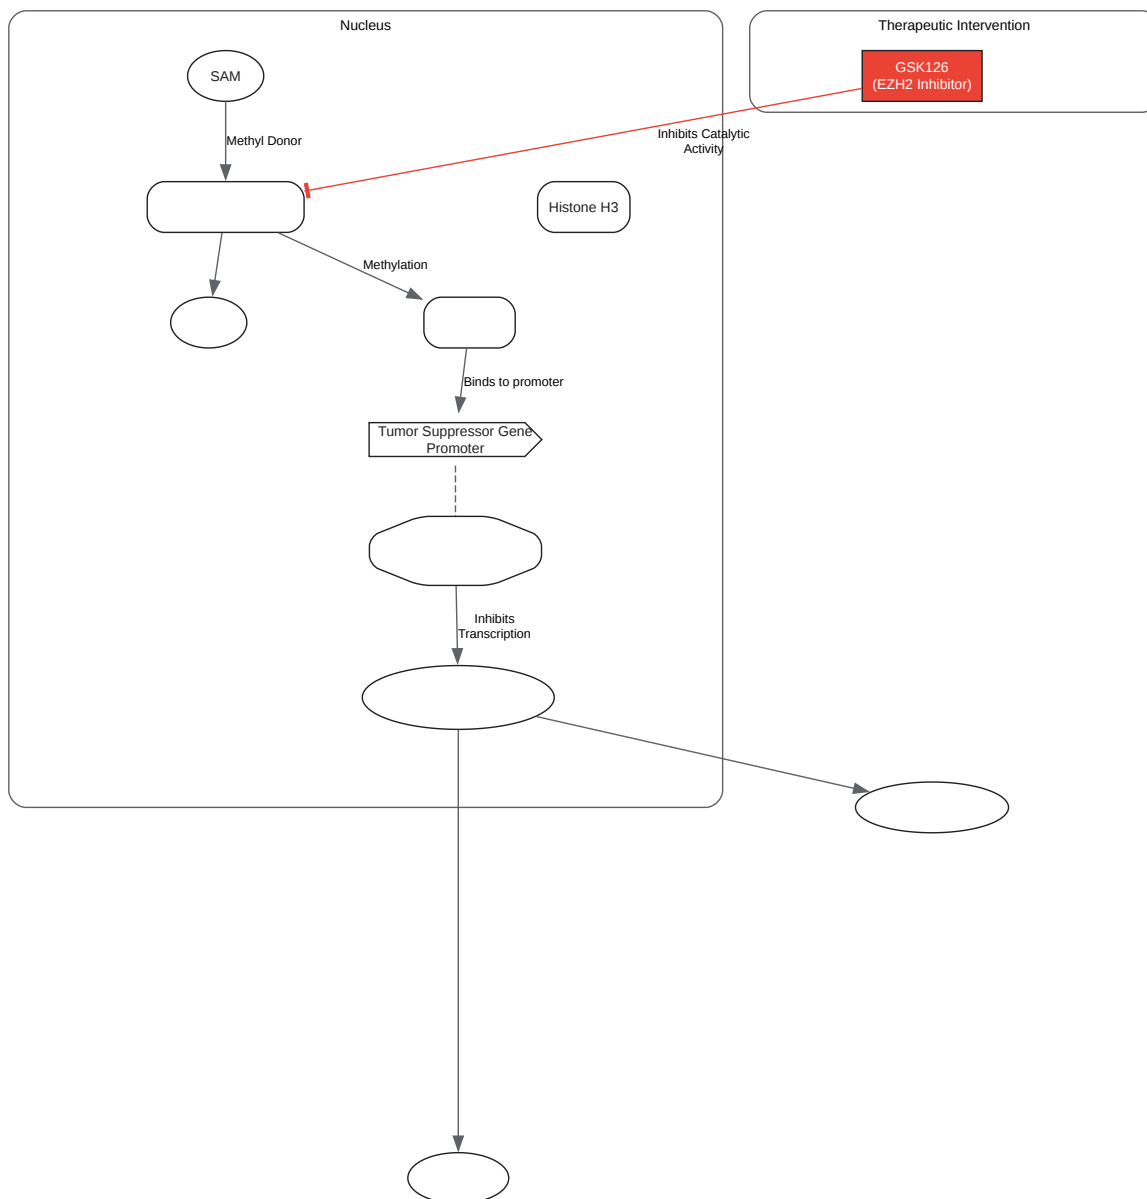 Nucleus
Therapeutic Intervention
SAM
GSK126
(EZH2 Inhibitor)
Methyl Donor
Inhibits Catalytic
Activity
Histone H3
Methylation
Binds to promoter
Tumor Suppressor Gene
Promoter
Inhibits
Transcription